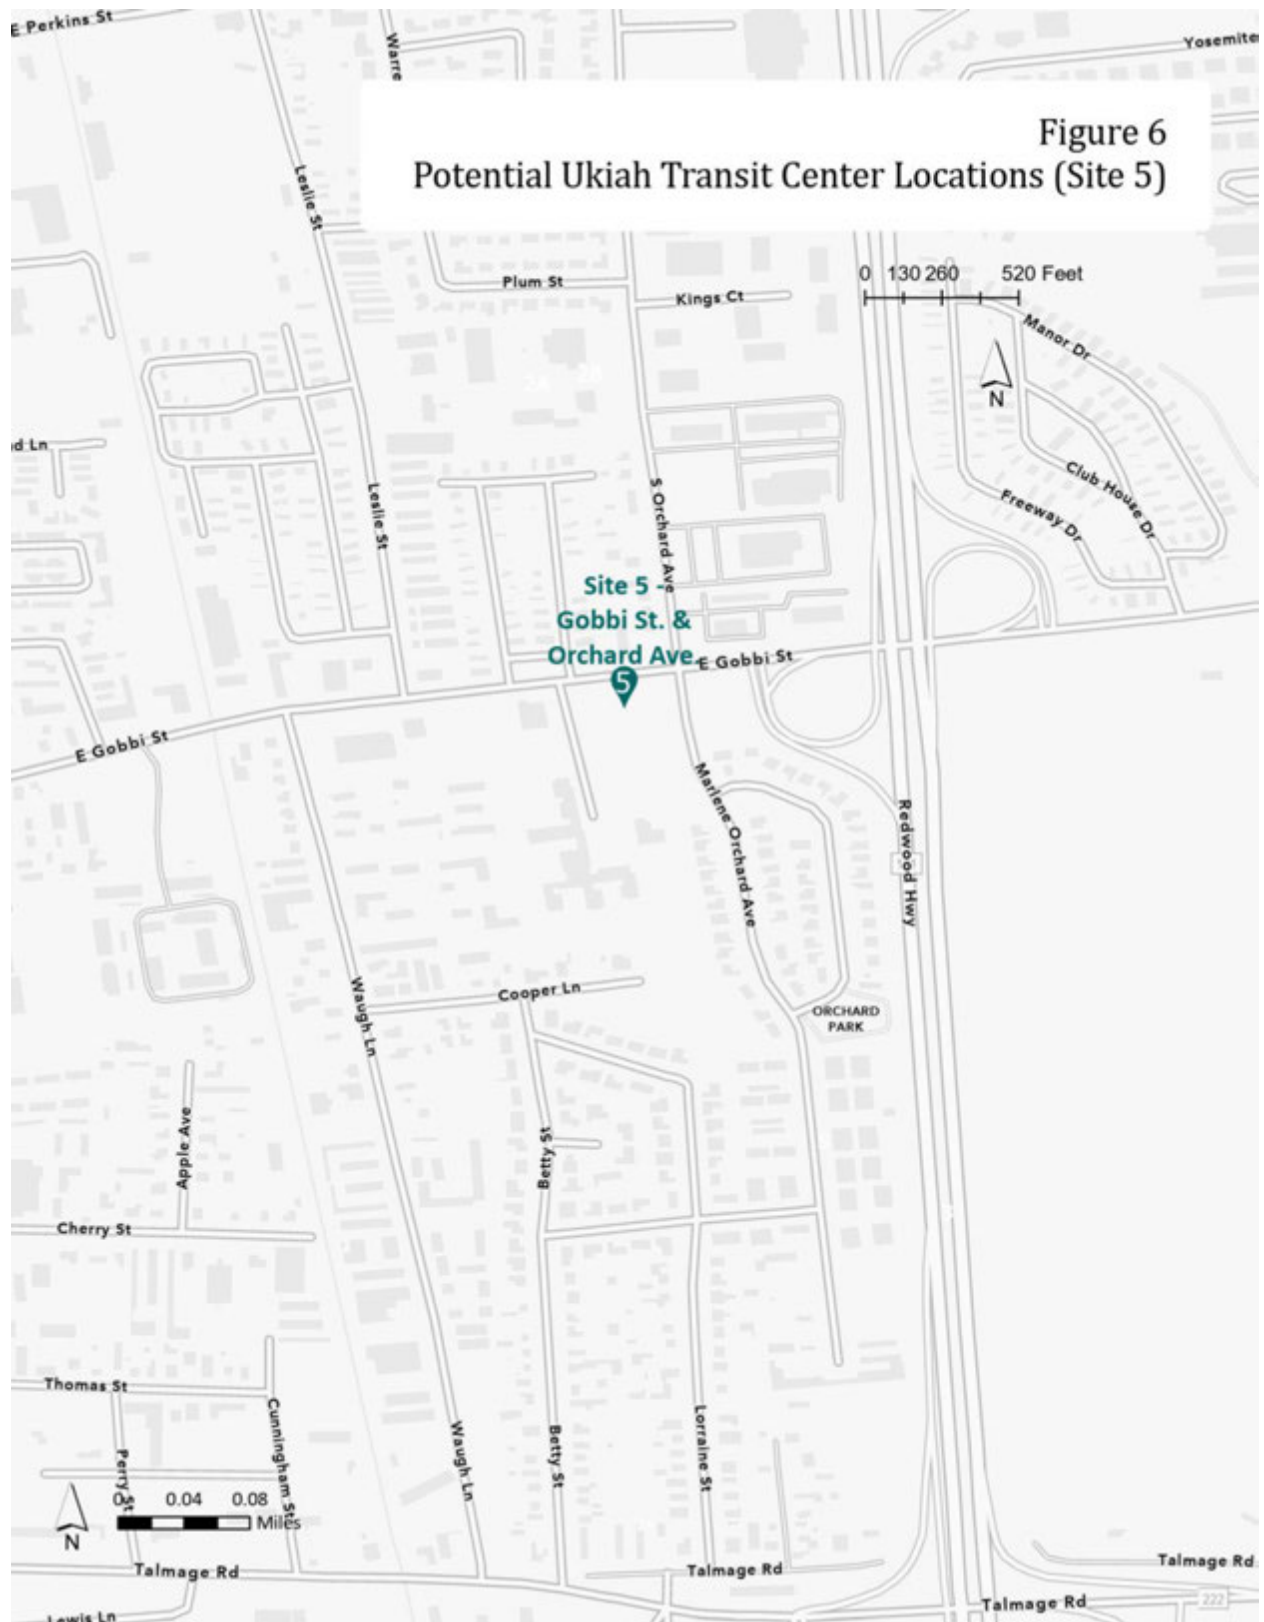 E Perkins St
Warre
Yosemite
Figure 6
Potential Ukiah Transit Center Locations (Site 5)
Leslie St
Plum St
Kings Ct
0 130 260 520 Feet
Manor Dr
N
d Ln
Club House Dr
Freeway Dr
Leslie St
S Orchard Ave
Site 5 -
Gobbi St. &
Orchard Ave.
5
E Gobbi St
E Gobbi St
Marlene Orchard Ave
Redwood Hwy
Waugh Ln
Cooper Ln
ORCHARD
PARK
Apple Ave
Betty St
Cherry St
Thomas St
Cunningham St
Perry St
Waugh Ln
Betty St
Lorraine St
0 0.04 0.08
Miles
N
Talmage Rd
Talmage Rd
Talmage Rd
Talmage Rd
222
Lewis Ln